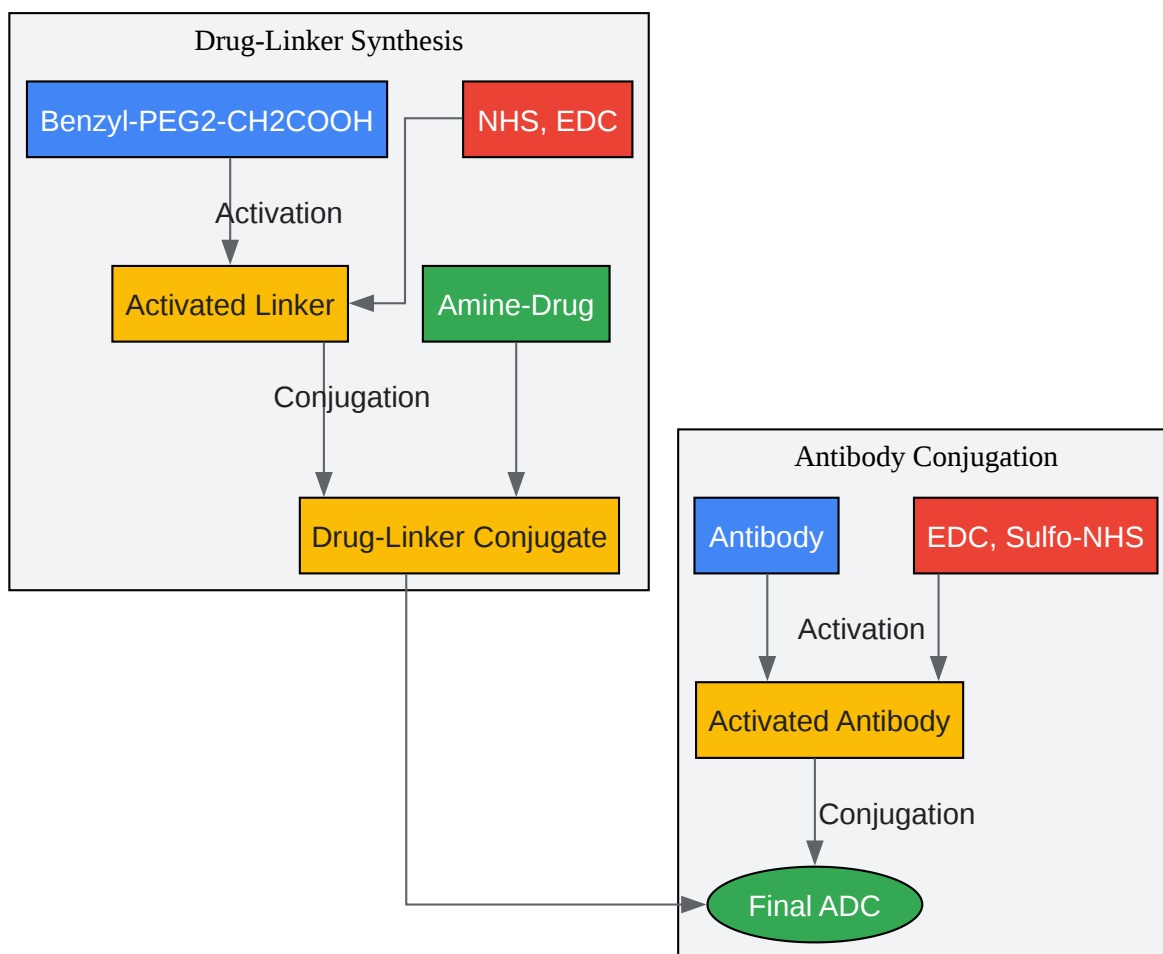 Drug-Linker Synthesis
Benzyl-PEG2-CH2COOH
NHS, EDC
Activation
Activated Linker
Amine-Drug
Conjugation
Drug-Linker Conjugate
Antibody Conjugation
Antibody
EDC, Sulfo-NHS
Activation
Activated Antibody
Conjugation
Final ADC